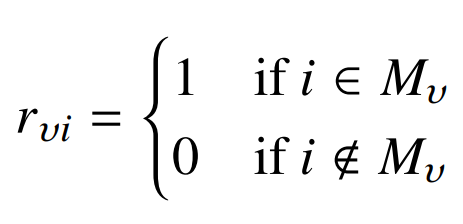 r_{υi} = { 1 if i ∈ M_υ
0 if i ∉ M_υ